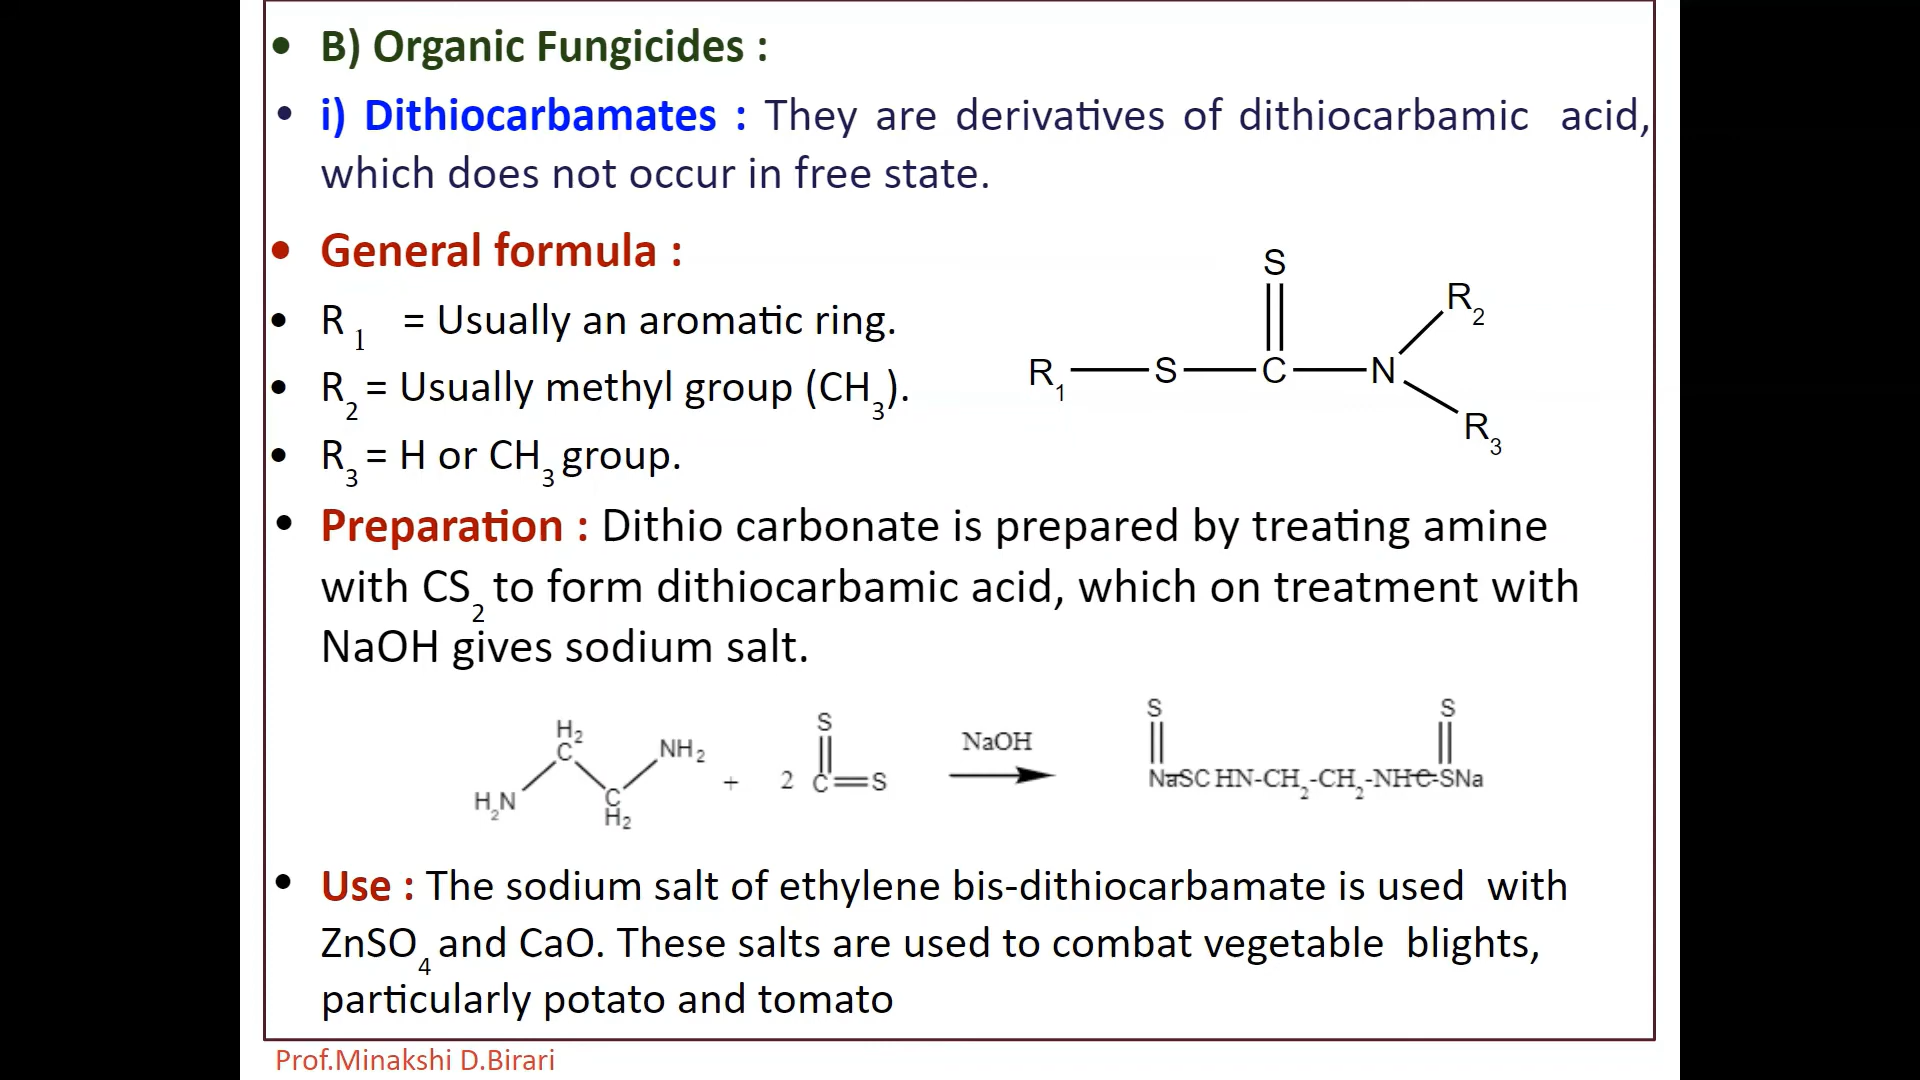 • B) Organic Fungicides :
• i) Dithiocarbamates : They are derivatives of dithiocarbamic acid,
which does not occur in free state.
• General formula :
• R1 = Usually an aromatic ring.
• R2 = Usually methyl group (CH3).
• R3 = H or CH3 group.
S
R1 S C N R2
R3
• Preparation : Dithio carbonate is prepared by treating amine
with CS2 to form dithiocarbamic acid, which on treatment with
NaOH gives sodium salt.
H2N C H2 C H2 NH2 + 2 S C S NaOH S S
NaSC HN-CH2-CH2-NHC-SNa
• Use : The sodium salt of ethylene bis-dithiocarbamate is used with
ZnSO4 and CaO. These salts are used to combat vegetable blights,
particularly potato and tomato
Prof.Minakshi D.Birari